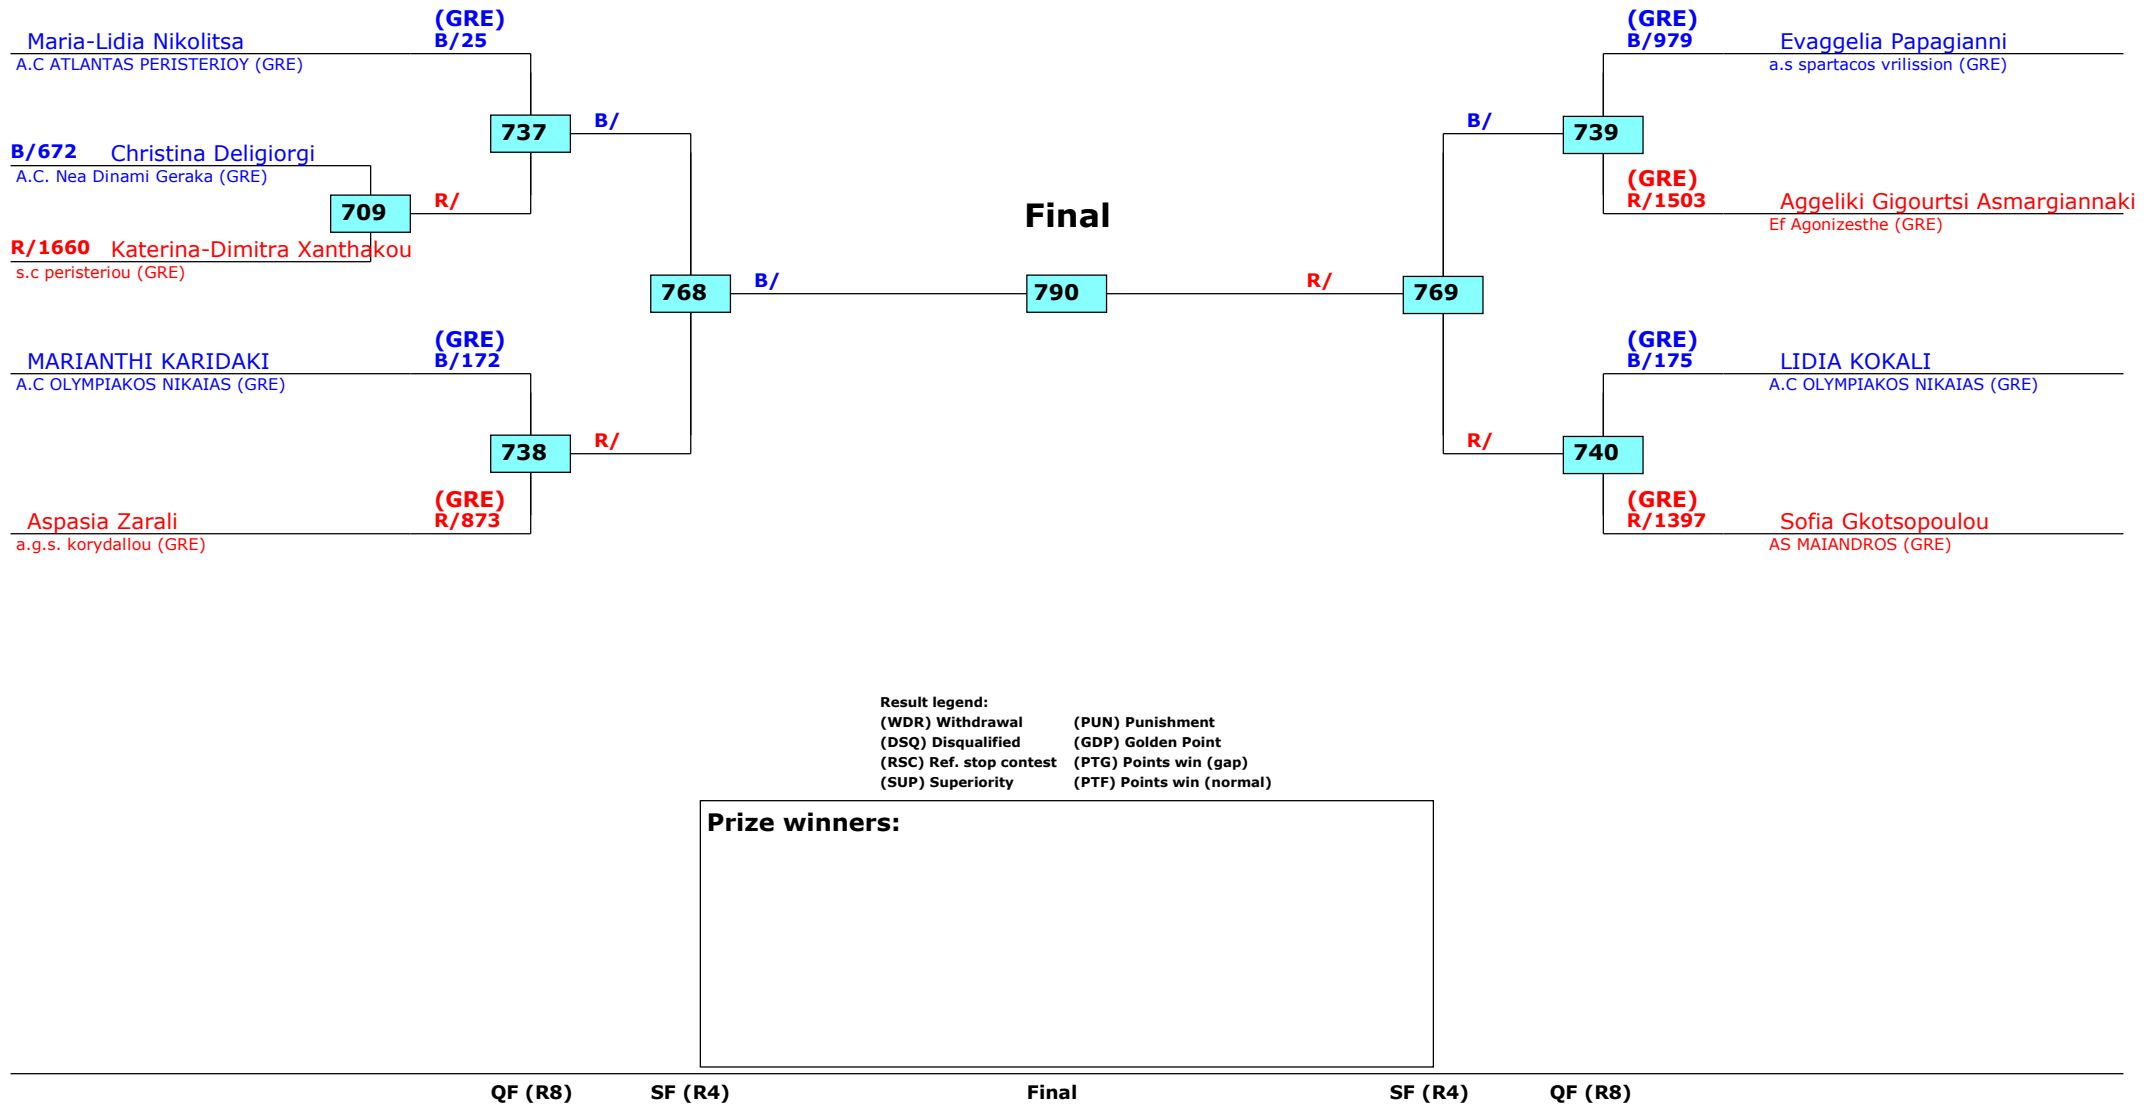 (GRE)
Maria-Lidia Nikolitsa B/25
A.C ATLANTAS PERISTERIOY (GRE)
737 B/
B/672 Christina Deligiorgi
A.C. Nea Dinami Geraka (GRE)
709 R/
R/1660 Katerina-Dimitra Xanthakou
s.c peristeriou (GRE)
768 B/
(GRE)
MARIANTHI KARIDAKI B/172
A.C OLYMPIAKOS NIKAIAS (GRE)
738 R/
(GRE)
Aspasia Zarali R/873
a.g.s. korydallou (GRE)
Final
790
(GRE)
B/979 Evaggelia Papagianni
a.s spartacos vrilission (GRE)
B/ 739
(GRE)
R/1503 Aggeliki Gigourtsi Asmargiannaki
Ef Agonizesthe (GRE)
R/ 769
(GRE)
B/175 LIDIA KOKALI
A.C OLYMPIAKOS NIKAIAS (GRE)
R/ 740
(GRE)
R/1397 Sofia Gkotsopoulou
AS MAIANDROS (GRE)
Result legend:
(WDR) Withdrawal (PUN) Punishment
(DSQ) Disqualified (GDP) Golden Point
(RSC) Ref. stop contest (PTG) Points win (gap)
(SUP) Superiority (PTF) Points win (normal)
Prize winners:
QF (R8) SF (R4) Final SF (R4) QF (R8)